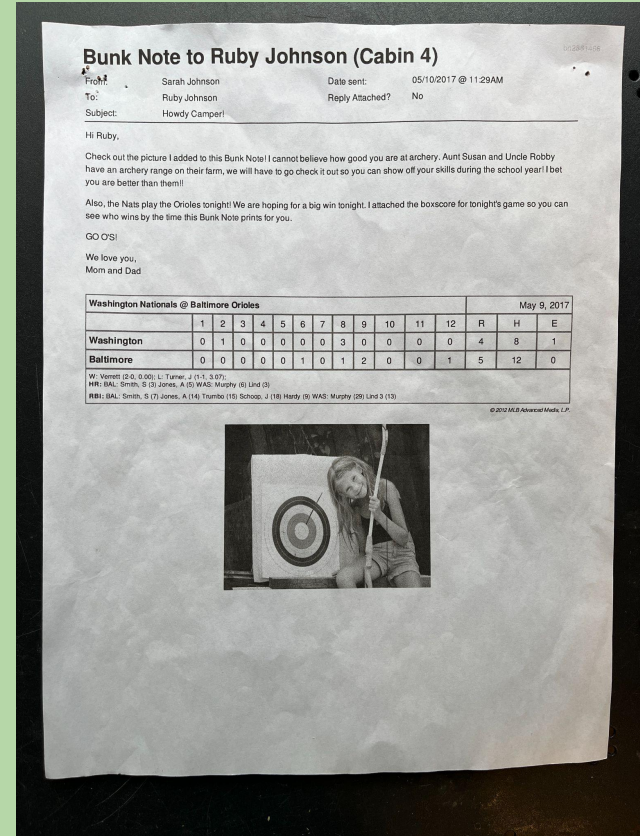 Bunk Note to Ruby Johnson (Cabin 4)
From: Sarah Johnson Date sent: 05/10/2017 @ 11:29AM
To: Ruby Johnson Reply Attached? No
Subject: Howdy Camper!
Hi Ruby,
Check out the picture I added to this Bunk Note! I cannot believe how good you are at archery. Aunt Susan and Uncle Robby
have an archery range on their farm, we will have to go check it out so you can show off your skills during the school year! I bet
you are better than them!!
Also, the Nats play the Orioles tonight! We are hoping for a big win tonight. I attached the boxscore for tonight's game so you can
see who wins by the time this Bunk Note prints for you.
GO O'S!
We love you,
Mom and Dad
Washington Nationals @ Baltimore Orioles May 9, 2017
1 2 3 4 5 6 7 8 9 10 11 12 R H E
Washington 0 1 0 0 0 0 0 3 0 0 0 0 4 8 1
Baltimore 0 0 0 0 0 1 0 1 2 0 0 1 5 12 0
W: Verrett (2-0, 0.00); L: Turner, J (1-1, 3.07);
HR: BAL: Smith, S (3) Jones, A (5) WAS: Murphy (6) Lind (3)
RBI: BAL: Smith, S (7) Jones, A (14) Trumbo (15) Schoop, J (18) Hardy (9) WAS: Murphy (29) Lind 3 (13)
© 2012 MLB Advanced Media, L.P.